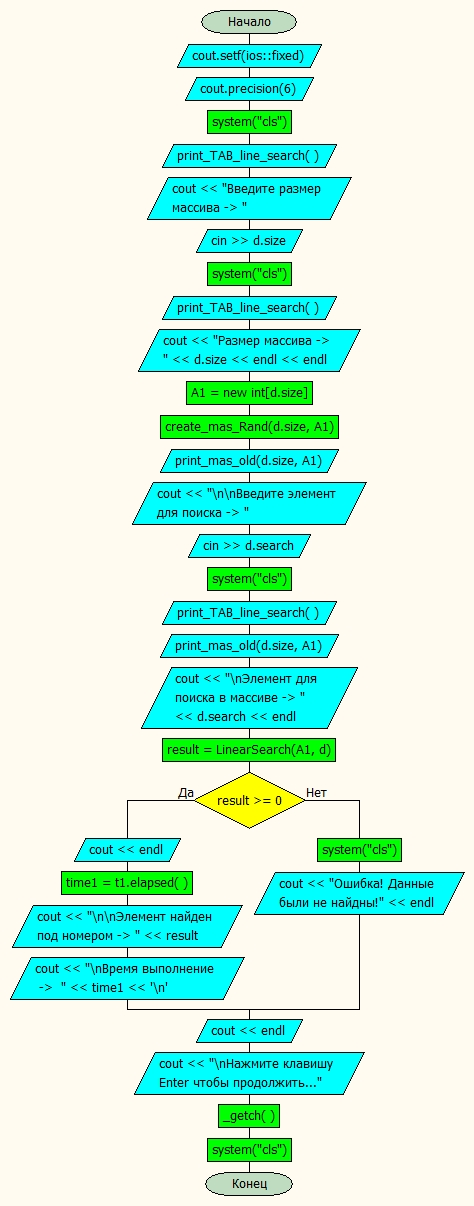 Начало
cout.setf(ios::fixed)
cout.precision(6)
system("cls")
print_TAB_line_search( )
cout << "Введите размер
массива -> "
cin >> d.size
system("cls")
print_TAB_line_search( )
cout << "Размер массива ->
" << d.size << endl << endl
A1 = new int[d.size]
create_mas_Rand(d.size, A1)
print_mas_old(d.size, A1)
cout << "\n\nВведите элемент
для поиска -> "
cin >> d.search
system("cls")
print_TAB_line_search( )
print_mas_old(d.size, A1)
cout << "\nЭлемент для
поиска в массиве -> "
<< d.search << endl
result = LinearSearch(A1, d)
result >= 0
Да
Нет
cout << endl
time1 = t1.elapsed( )
cout << "\n\nЭлемент найден
под номером -> " << result
cout << "\nВремя выполнение
->  " << time1 << '\n'
system("cls")
cout << "Ошибка! Данные
были не найдны!" << endl
cout << endl
cout << "\nНажмите клавишу
Enter чтобы продолжить..."
_getch( )
system("cls")
Конец